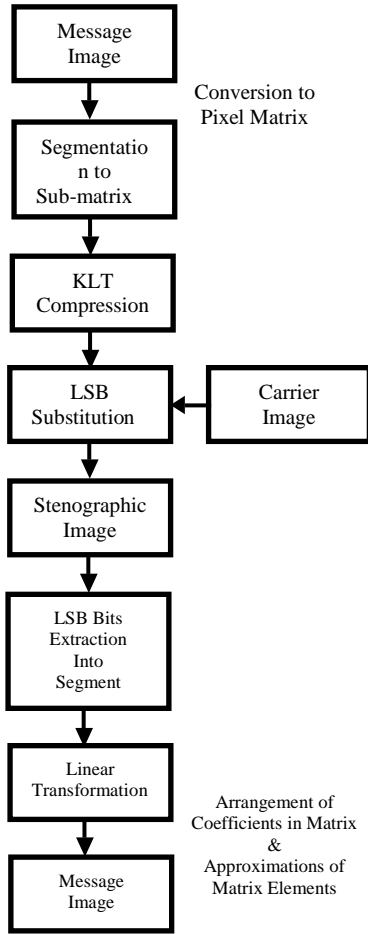 Message
Image
Conversion to
Pixel Matrix
Segmentatio
n to
Sub-matrix
KLT
Compression
LSB
Substitution
Carrier
Image
Stenographic
Image
LSB Bits
Extraction
Into
Segment
Linear
Transformation
Arrangement of
Coefficients in Matrix
&
Approximations of
Matrix Elements
Message
Image